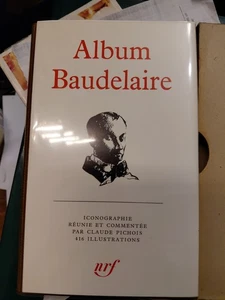 Album
Baudelaire
ICONOGRAPHIE
RÉUNIE ET COMMENTÉE
PAR CLAUDE PICHOIS
416 ILLUSTRATIONS
nrf